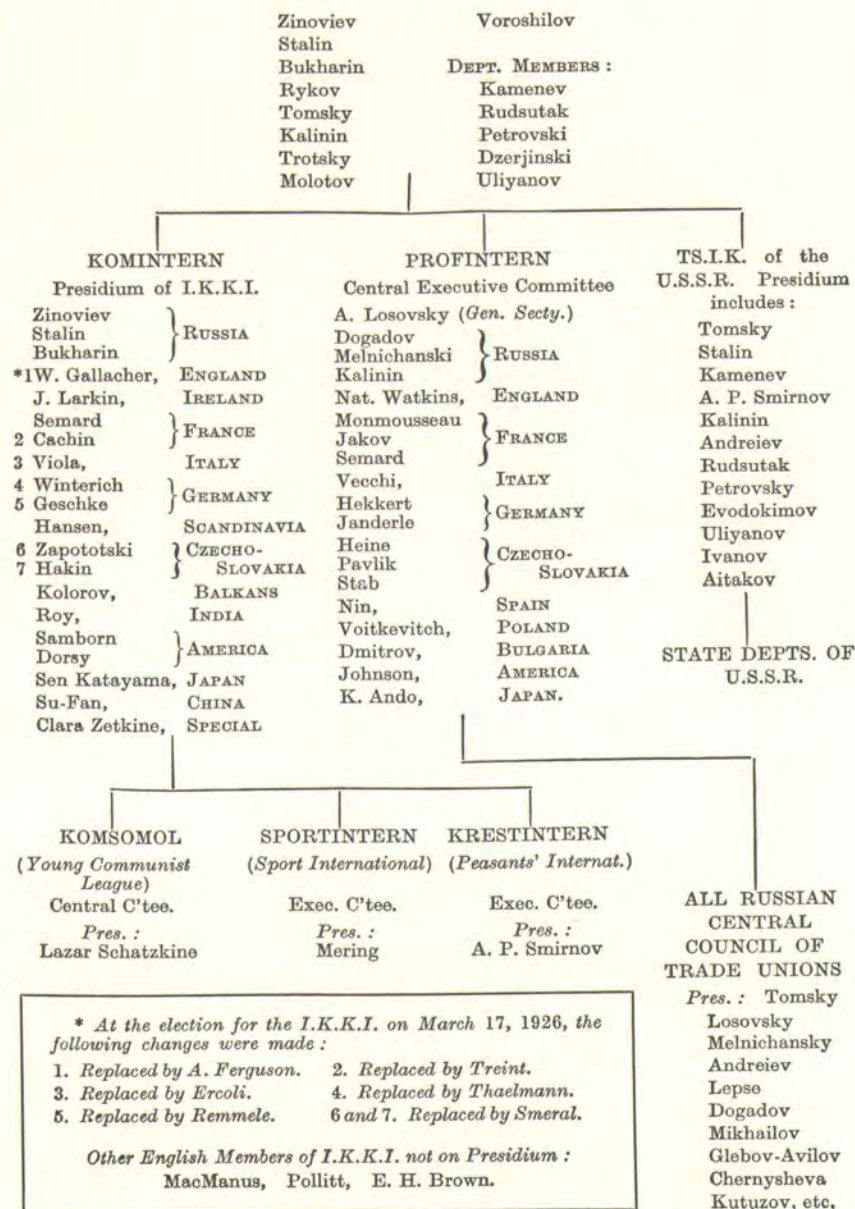 Zinoviev
Stalin
Bukharin
Rykov
Tomsky
Kalinin
Trotsky
Molotov
Voroshilov
DEPT. MEMBERS :
Kamenev
Rudsutak
Petrovski
Dzerjinski
Uliyanov
KOMINTERN
Presidium of I.K.K.I.
Zinoviev
Stalin
Bukharin
RUSSIA
*1W. Gallacher, ENGLAND
J. Larkin, IRELAND
Semard
2 Cachin
FRANCE
3 Viola, ITALY
4 Winterich
5 Geschke
GERMANY
Hansen, SCANDINAVIA
6 Zapototski
7 Hakin
CZECHO-
SLOVAKIA
Kolorov, BALKANS
Roy, INDIA
Samborn
Dorsy
AMERICA
Sen Katayama, JAPAN
Su-Fan, CHINA
Clara Zetkine, SPECIAL
PROFINTERN
Central Executive Committee
A. Losovsky (Gen. Secty.)
Dogadov
Melnichanski
Kalinin
RUSSIA
Nat. Watkins, ENGLAND
Monmousseau
Jakov
Semard
FRANCE
Vecchi, ITALY
Hekkert
Janderle
GERMANY
Heine
Pavlik
Stab
CZECHO-
SLOVAKIA
Nin, SPAIN
Voitkevitch, POLAND
Dmitrov, BULGARIA
Johnson, AMERICA
K. Ando, JAPAN.
TS.I.K. of the
U.S.S.R. Presidium
includes :
Tomsky
Stalin
Kamenev
A. P. Smirnov
Kalinin
Andreiev
Rudsutak
Petrovsky
Evodokimov
Uliyanov
Ivanov
Aitakov
STATE DEPTS. OF
U.S.S.R.
KOMSOMOL
(Young Communist
League)
Central C'tee.
Pres. :
Lazar Schatzkine
SPORTINTERN
(Sport International)
Exec. C'tee.
Pres. :
Mering
KRESTINTERN
(Peasants' Internat.)
Exec. C'tee.
Pres. :
A. P. Smirnov
ALL RUSSIAN
CENTRAL
COUNCIL OF
TRADE UNIONS
Pres. : Tomsky
Losovsky
Melnichansky
Andreiev
Lepse
Dogadov
Mikhailov
Glebov-Avilov
Chernysheva
Kutuzov, etc,
* At the election for the I.K.K.I. on March 17, 1926, the
following changes were made :
1. Replaced by A. Ferguson. 2. Replaced by Treint.
3. Replaced by Ercoli. 4. Replaced by Thaelmann.
5. Replaced by Remmele. 6 and 7. Replaced by Smeral.
Other English Members of I.K.K.I. not on Presidium :
MacManus, Pollitt, E. H. Brown.